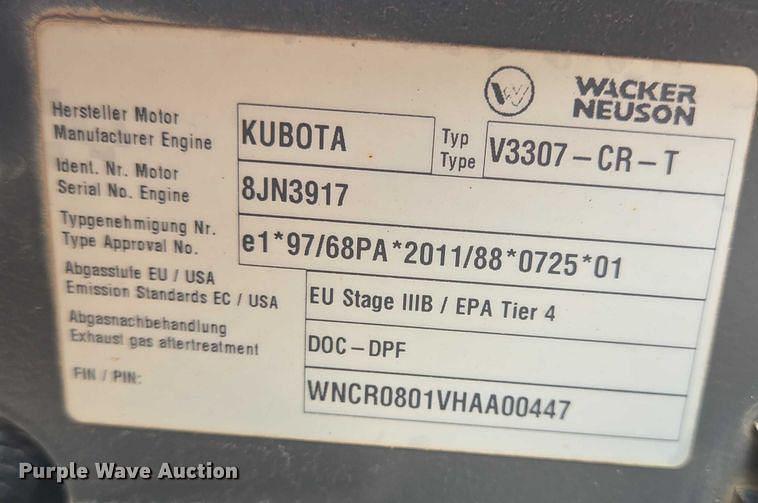 WACKER
NEUSON
Hersteller Motor
Manufacturer Engine
KUBOTA
Typ
Type
V3307-CR-T
Ident. Nr. Motor
Serial No. Engine
8JN3917
Typgenehmigung Nr.
Type Approval No.
e1*97/68PA*2011/88*0725*01
Abgasstufe EU / USA
Emission Standards EC / USA
EU Stage IIIB / EPA Tier 4
Abgasnachbehandlung
Exhaust gas aftertreatment
DOC-DPF
FIN / PIN:
WNCR0801VHAA00447
Purple Wave Auction